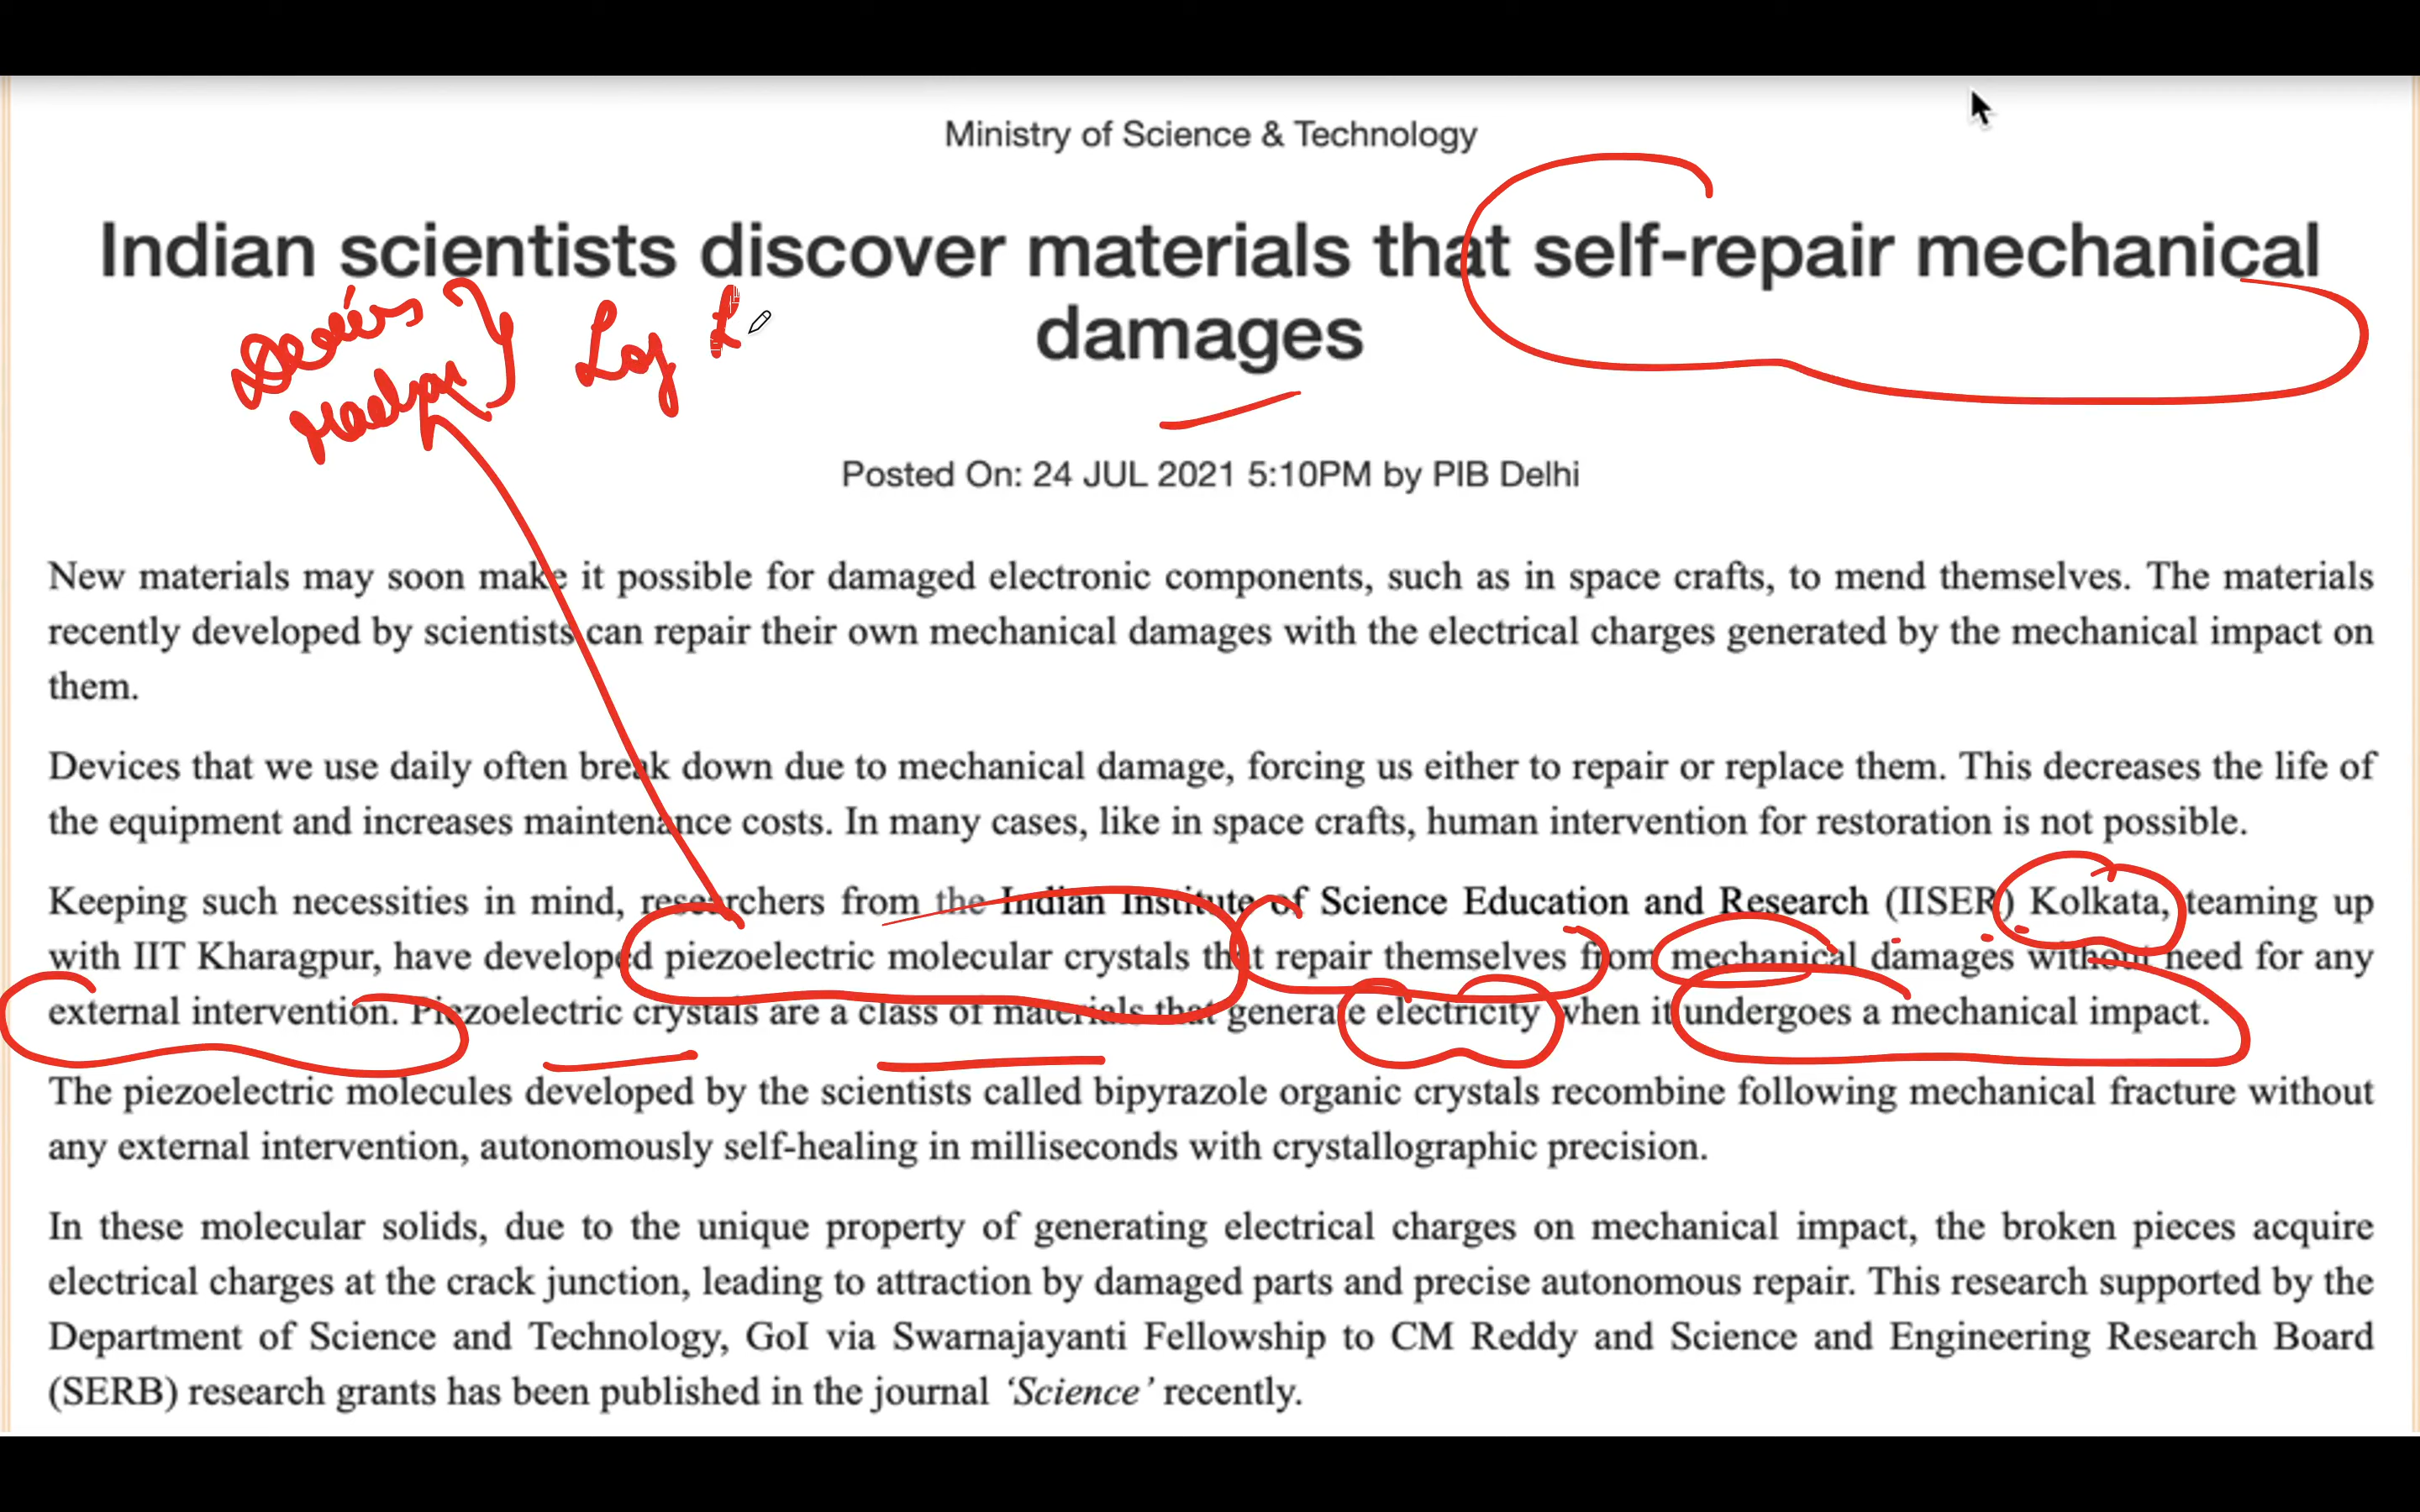 Ministry of Science & Technology
Indian scientists discover materials that self-repair mechanical
damages
Posted On: 24 JUL 2021 5:10PM by PIB Delhi
New materials may soon make it possible for damaged electronic components, such as in space crafts, to mend themselves. The materials
recently developed by scientists can repair their own mechanical damages with the electrical charges generated by the mechanical impact on
them.
Devices that we use daily often break down due to mechanical damage, forcing us either to repair or replace them. This decreases the life of
the equipment and increases maintenance costs. In many cases, like in space crafts, human intervention for restoration is not possible.
Keeping such necessities in mind, researchers from the Indian Institute of Science Education and Research (IISER) Kolkata, teaming up
with IIT Kharagpur, have developed piezoelectric molecular crystals that repair themselves from mechanical damages without need for any
external intervention. Piezoelectric crystals are a class of materials that generate electricity when it undergoes a mechanical impact.
The piezoelectric molecules developed by the scientists called bipyrazole organic crystals recombine following mechanical fracture without
any external intervention, autonomously self-healing in milliseconds with crystallographic precision.
In these molecular solids, due to the unique property of generating electrical charges on mechanical impact, the broken pieces acquire
electrical charges at the crack junction, leading to attraction by damaged parts and precise autonomous repair. This research supported by the
Department of Science and Technology, GoI via Swarnajayanti Fellowship to CM Reddy and Science and Engineering Research Board
(SERB) research grants has been published in the journal ‘Science’ recently.